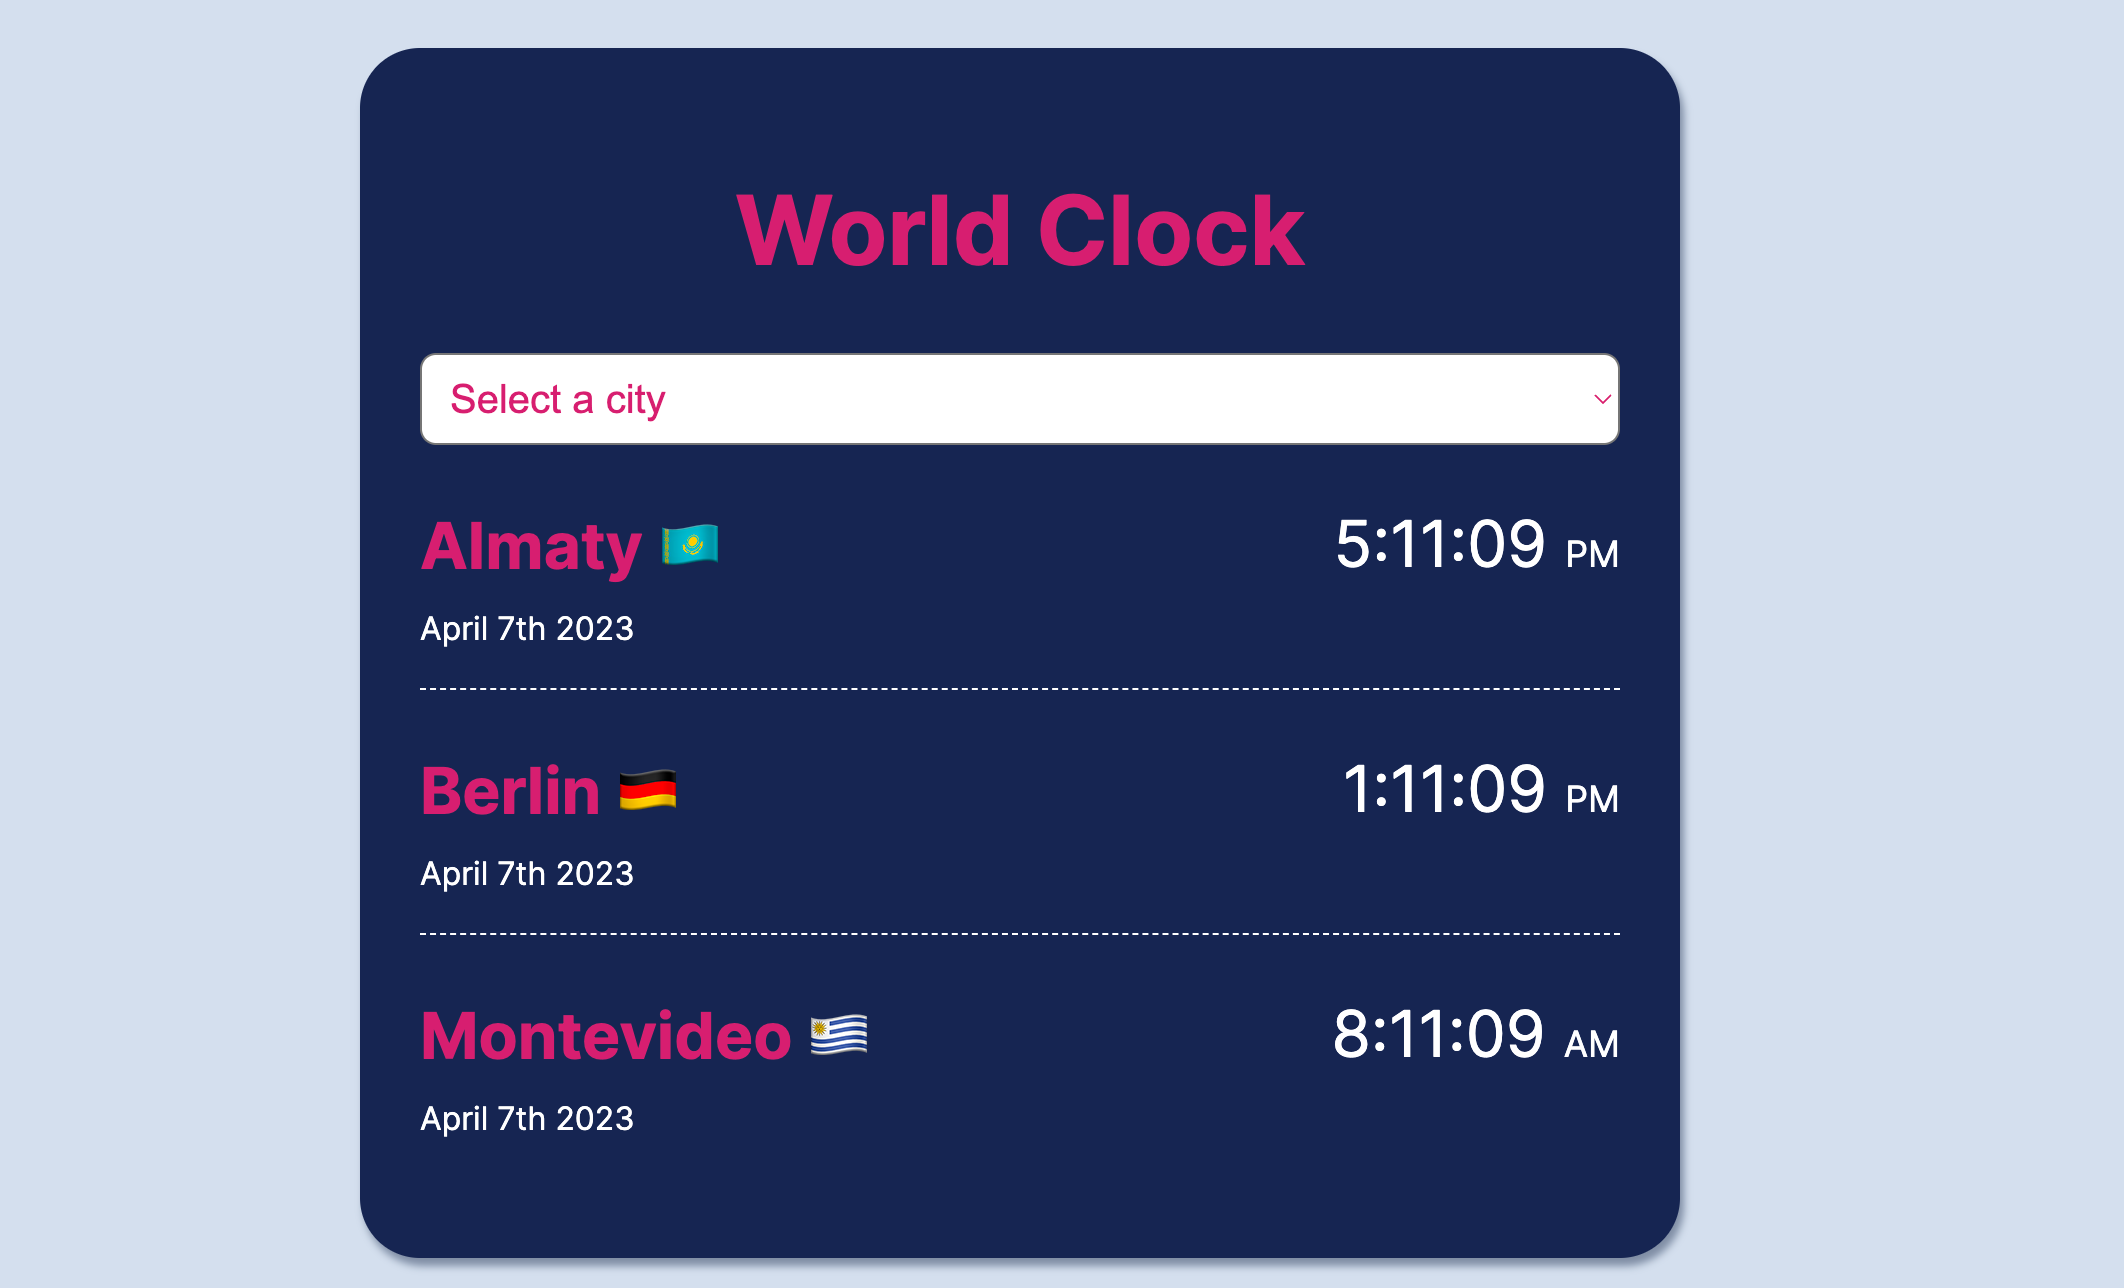 World Clock
Select a city
Almaty 5:11:09 PM
April 7th 2023
Berlin 1:11:09 PM
April 7th 2023
Montevideo 8:11:09 AM
April 7th 2023